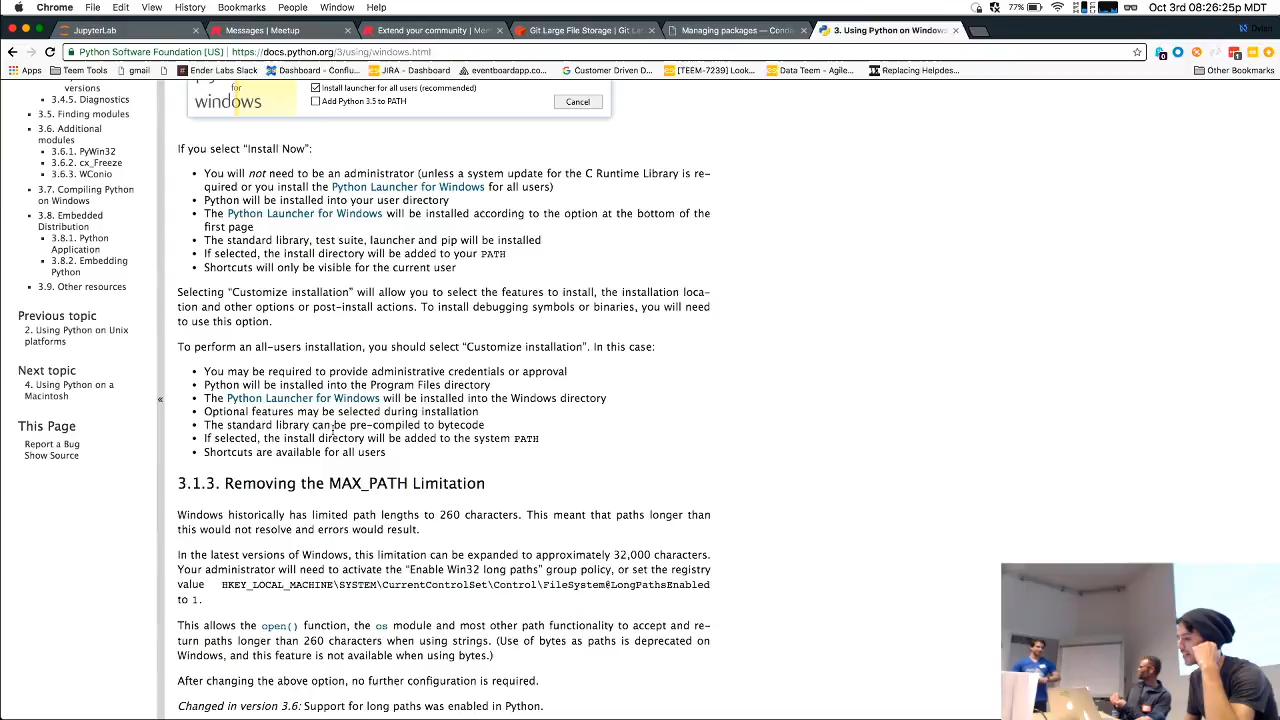 Chrome File Edit View History Bookmarks People Window Help
77% Oct 3rd 08:26:25p MDT
JupyterLab
Messages | Meetup
Extend your community | Me
Git Large File Storage | Git La
Managing packages — Conda
3. Using Python on Windows
Python Software Foundation [US] | https://docs.python.org/3/using/windows.html
Apps Teem Tools gmail Ender Labs Slack Dashboard - Conflu... JIRA - Dashboard eventboardapp.co... Customer Driven D... [TEEM-7239] Look... Data Teem - Agile... Replacing Helpdes... Other Bookmarks
versions
3.4.5. Diagnostics
3.5. Finding modules
3.6. Additional
modules
3.6.1. PyWin32
3.6.2. cx_Freeze
3.6.3. WConio
3.7. Compiling Python
on Windows
3.8. Embedded
Distribution
3.8.1. Python
Application
3.8.2. Embedding
Python
3.9. Other resources
Previous topic
2. Using Python on Unix
platforms
Next topic
4. Using Python on a
Macintosh
This Page
Report a Bug
Show Source
«
for
windows
Install launcher for all users (recommended)
Add Python 3.5 to PATH
Cancel
If you select “Install Now”:
• You will not need to be an administrator (unless a system update for the C Runtime Library is re-
quired or you install the Python Launcher for Windows for all users)
• Python will be installed into your user directory
• The Python Launcher for Windows will be installed according to the option at the bottom of the
first page
• The standard library, test suite, launcher and pip will be installed
• If selected, the install directory will be added to your PATH
• Shortcuts will only be visible for the current user
Selecting “Customize installation” will allow you to select the features to install, the installation loca-
tion and other options or post-install actions. To install debugging symbols or binaries, you will need
to use this option.
To perform an all-users installation, you should select “Customize installation”. In this case:
• You may be required to provide administrative credentials or approval
• Python will be installed into the Program Files directory
• The Python Launcher for Windows will be installed into the Windows directory
• Optional features may be selected during installation
• The standard library can be pre-compiled to bytecode
• If selected, the install directory will be added to the system PATH
• Shortcuts are available for all users
3.1.3. Removing the MAX_PATH Limitation
Windows historically has limited path lengths to 260 characters. This meant that paths longer than
this would not resolve and errors would result.
In the latest versions of Windows, this limitation can be expanded to approximately 32,000 characters.
Your administrator will need to activate the “Enable Win32 long paths” group policy, or set the registry
value HKEY_LOCAL_MACHINE\SYSTEM\CurrentControlSet\Control\FileSystem@LongPathsEnabled
to 1.
This allows the open() function, the os module and most other path functionality to accept and re-
turn paths longer than 260 characters when using strings. (Use of bytes as paths is deprecated on
Windows, and this feature is not available when using bytes.)
After changing the above option, no further configuration is required.
Changed in version 3.6: Support for long paths was enabled in Python.